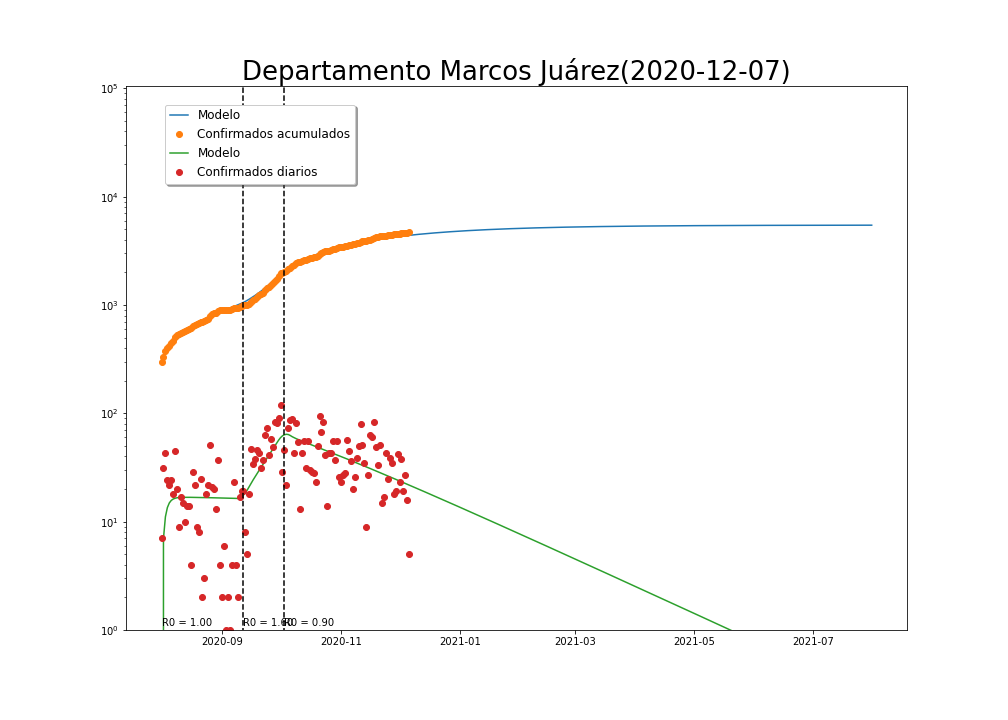 Departamento Marcos Juárez(2020-12-07)
10^5
Modelo
Confirmados acumulados
Modelo
Confirmados diarios
10^4
10^3
10^2
10^1
10^0
R0 = 1.00
R0 = 1.60
R0 = 0.90
2020-09
2020-11
2021-01
2021-03
2021-05
2021-07